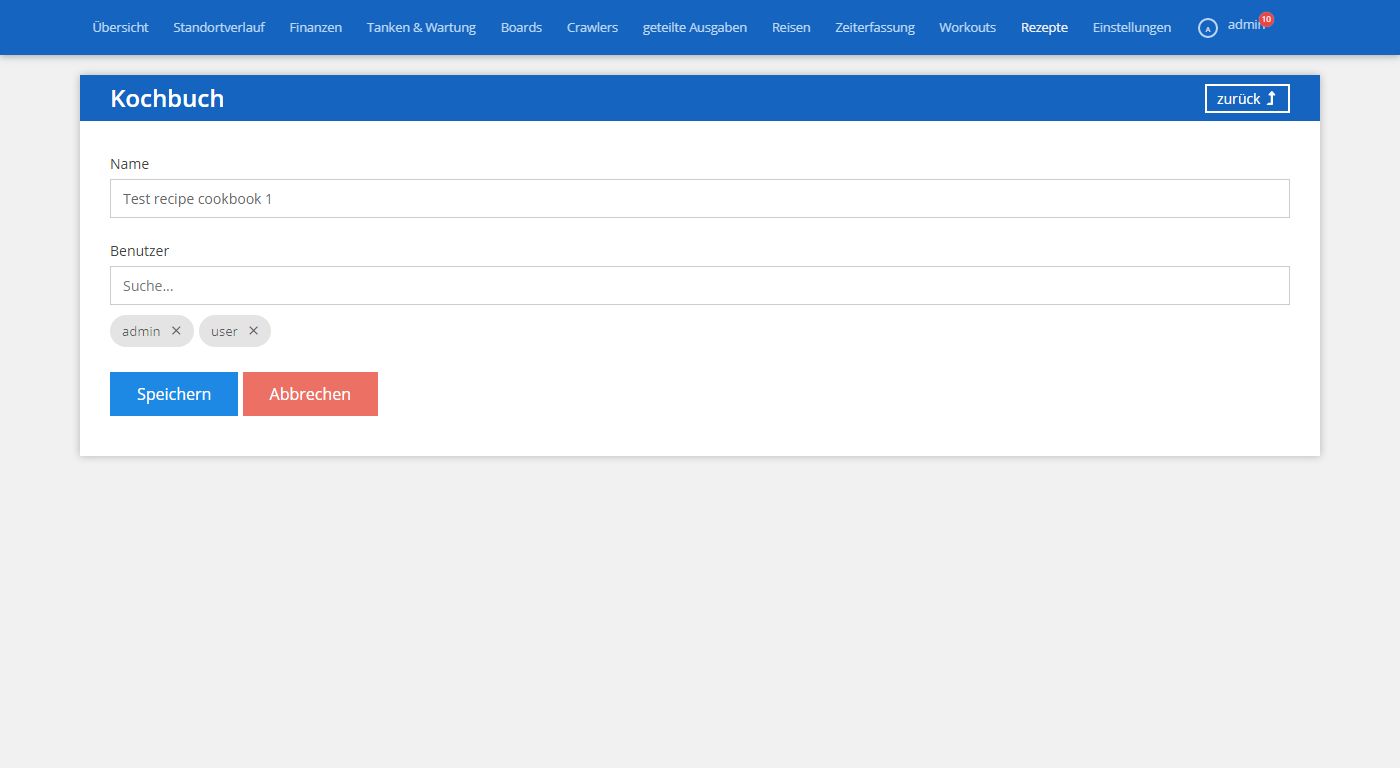 Übersicht Standortverlauf Finanzen Tanken & Wartung Boards Crawlers geteilte Ausgaben Reisen Zeiterfassung Workouts Rezepte Einstellungen A admin 10
Kochbuch zurück
Name
Test recipe cookbook 1
Benutzer
Suche...
admin × user ×
Speichern Abbrechen